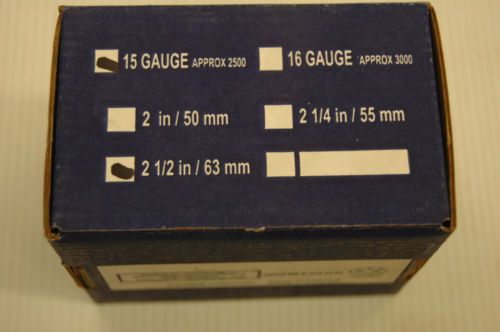 15 GAUGE APPROX 2500 16 GAUGE APPROX 3000
2 in / 50 mm 2 1/4 in / 55 mm
2 1/2 in / 63 mm